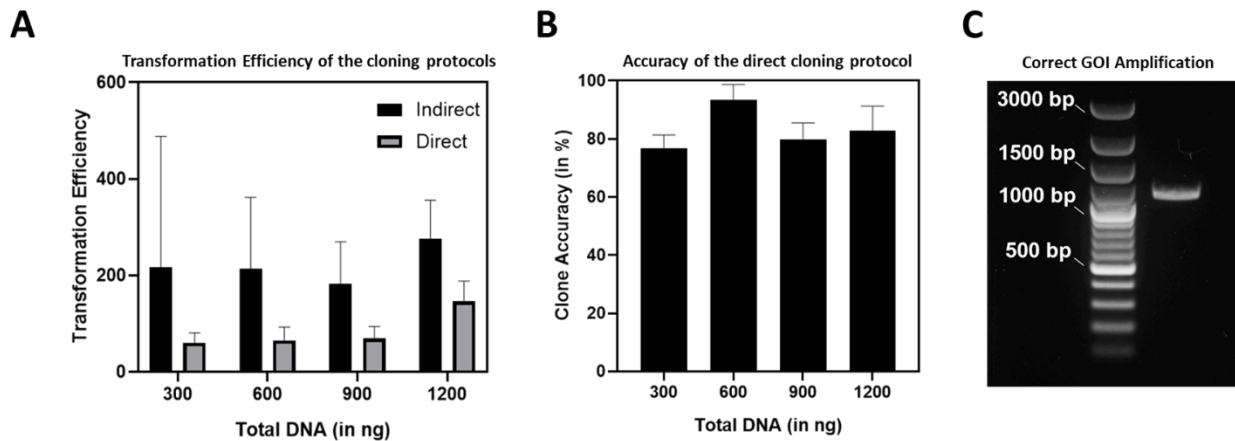 A
Transformation Efficiency of the cloning protocols
Transformation Efficiency
600
400
200
0
Indirect
Direct
300 600 900 1200
Total DNA (in ng)
B
Accuracy of the direct cloning protocol
Clone Accuracy (in %)
100
80
60
40
20
0
300 600 900 1200
Total DNA (in ng)
C
Correct GOI Amplification
3000 bp
1500 bp
1000 bp
500 bp